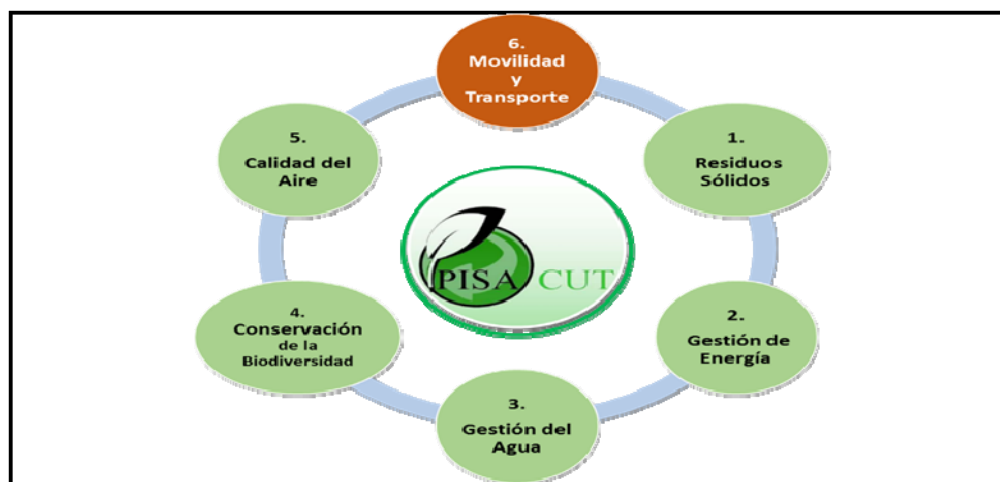 6.
Movilidad
y
Transporte
1.
Residuos
Sólidos
2.
Gestión de
Energía
3.
Gestión del
Agua
4.
Conservación
de la
Biodiversidad
5.
Calidad del
Aire
PISA CUT